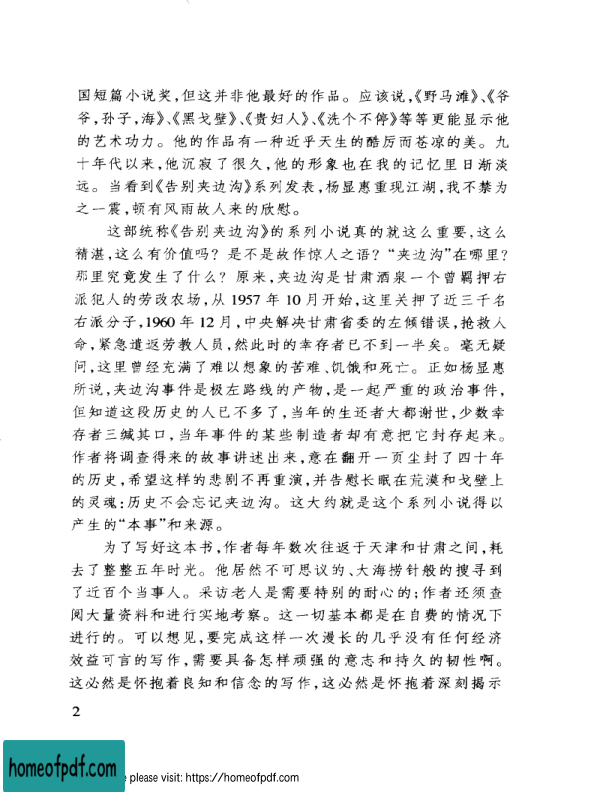 国短篇小说奖，但这并非他最好的作品。应该说，《野马滩》、《爷
爷，孙子，海》、《黑戈壁》、《贵妇人》、《洗个不停》等等更能显示他
的艺术功力。他的作品有一种近乎天生的酷厉而苍凉的美。九
十年代以来，他沉寂了很久，他的形象也在我的记忆里日渐淡
远。当看到《告别夹边沟》系列发表，杨显惠重现江湖，我不禁为
之一震，顿有风雨故人来的欣慰。
这部统称《告别夹边沟》的系列小说真的就这么重要，这么
精湛，这么有价值吗？是不是故作惊人之语？“夹边沟”在哪里？
那里究竟发生了什么？原来，夹边沟是甘肃酒泉一个曾羁押右
派犯人的劳改农场，从1957年10月开始，这里关押了近三千名
右派分子，1960年12月，中央解决甘肃省委的左倾错误，抢救人
命，紧急遣返劳教人员，然此时的幸存者已不到一半矣。毫无疑
问，这里曾经充满了难以想象的苦难、饥饿和死亡。正如杨显惠
所说，夹边沟事件是极左路线的产物，是一起严重的政治事件，
但知道这段历史的人已不多了，当年的生还者大都谢世，少数幸
存者三缄其口，当年事件的某些制造者却有意把它封存起来。
作者将调查得来的故事讲述出来，意在翻开一页尘封了四十年
的历史，希望这样的悲剧不再重演，并告慰长眠在荒漠和戈壁上
的灵魂：历史不会忘记夹边沟。这大约就是这个系列小说得以
产生的“本事”和来源。
为了写好这本书，作者每年数次往返于天津和甘肃之间，耗
去了整整五年时光。他居然不可思议的、大海捞针般的搜寻到
了近百个当事人。采访老人是需要特别的耐心的；作者还须查
阅大量资料和进行实地考察。这一切基本都是在自费的情况下
进行的。可以想见，要完成这样一次漫长的几乎没有任何经济
效益可言的写作，需要具备怎样顽强的意志和持久的韧性啊。
这必然是怀抱着良知和信念的写作，这必然是怀抱着深刻揭示
2
homeofpdf.com
e please visit: https://homeofpdf.com